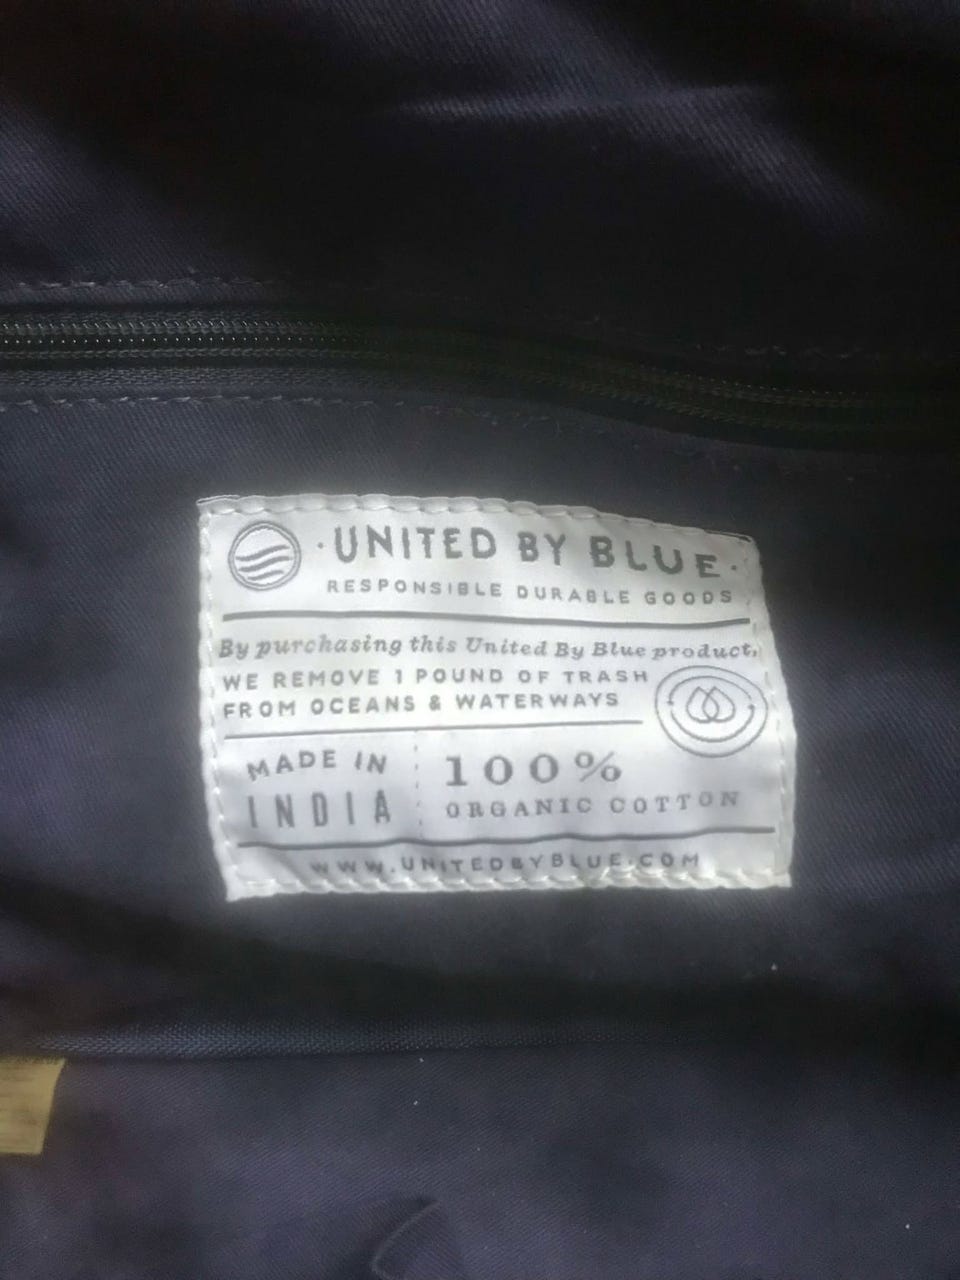 · UNITED BY BLUE ·
RESPONSIBLE DURABLE GOODS
By purchasing this United By Blue product,
WE REMOVE 1 POUND OF TRASH
FROM OCEANS & WATERWAYS
MADE IN
INDIA
100%
ORGANIC COTTON
WWW.UNITEDBYBLUE.COM